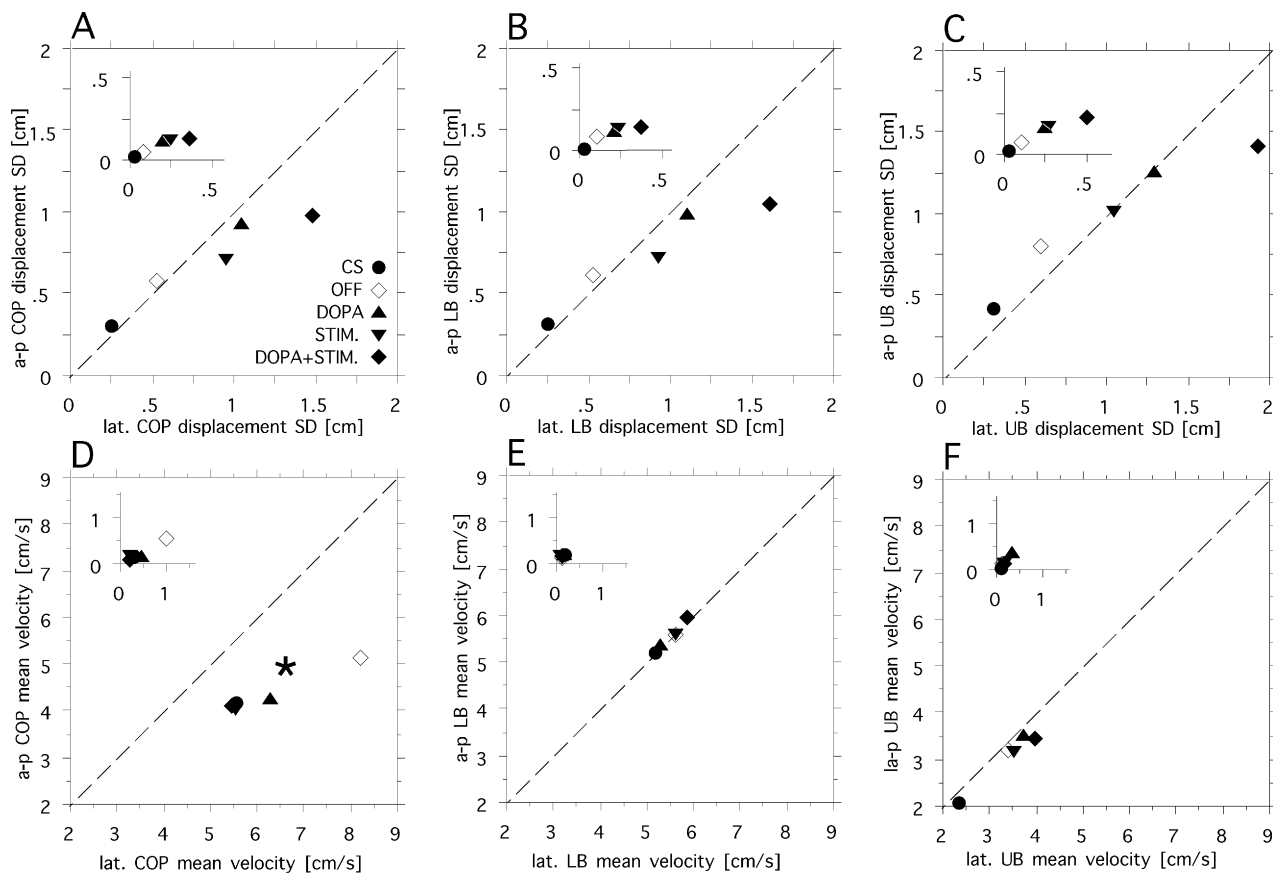 A
B
C
2
1.5
1
.5
0
0 .5 1 1.5 2
a-p COP displacement SD [cm]
lat. COP displacement SD [cm]
.5
0
0 .5
CS
OFF
DOPA
STIM.
DOPA+STIM.
2
1.5
1
.5
0
0 .5 1 1.5 2
a-p LB displacement SD [cm]
lat. LB displacement SD [cm]
.5
0
0 .5
2
1.5
1
.5
0
0 .5 1 1.5 2
a-p UB displacement SD [cm]
lat. UB displacement SD [cm]
.5
0
0 .5
D
E
F
9
8
7
6
5
4
3
2
2 3 4 5 6 7 8 9
a-p COP mean velocity [cm/s]
lat. COP mean velocity [cm/s]
1
0
0 1
9
8
7
6
5
4
3
2
2 3 4 5 6 7 8 9
a-p LB mean velocity [cm/s]
lat. LB mean velocity [cm/s]
1
0
0 1
9
8
7
6
5
4
3
2
2 3 4 5 6 7 8 9
la-p UB mean velocity [cm/s]
lat. UB mean velocity [cm/s]
1
0
0 1